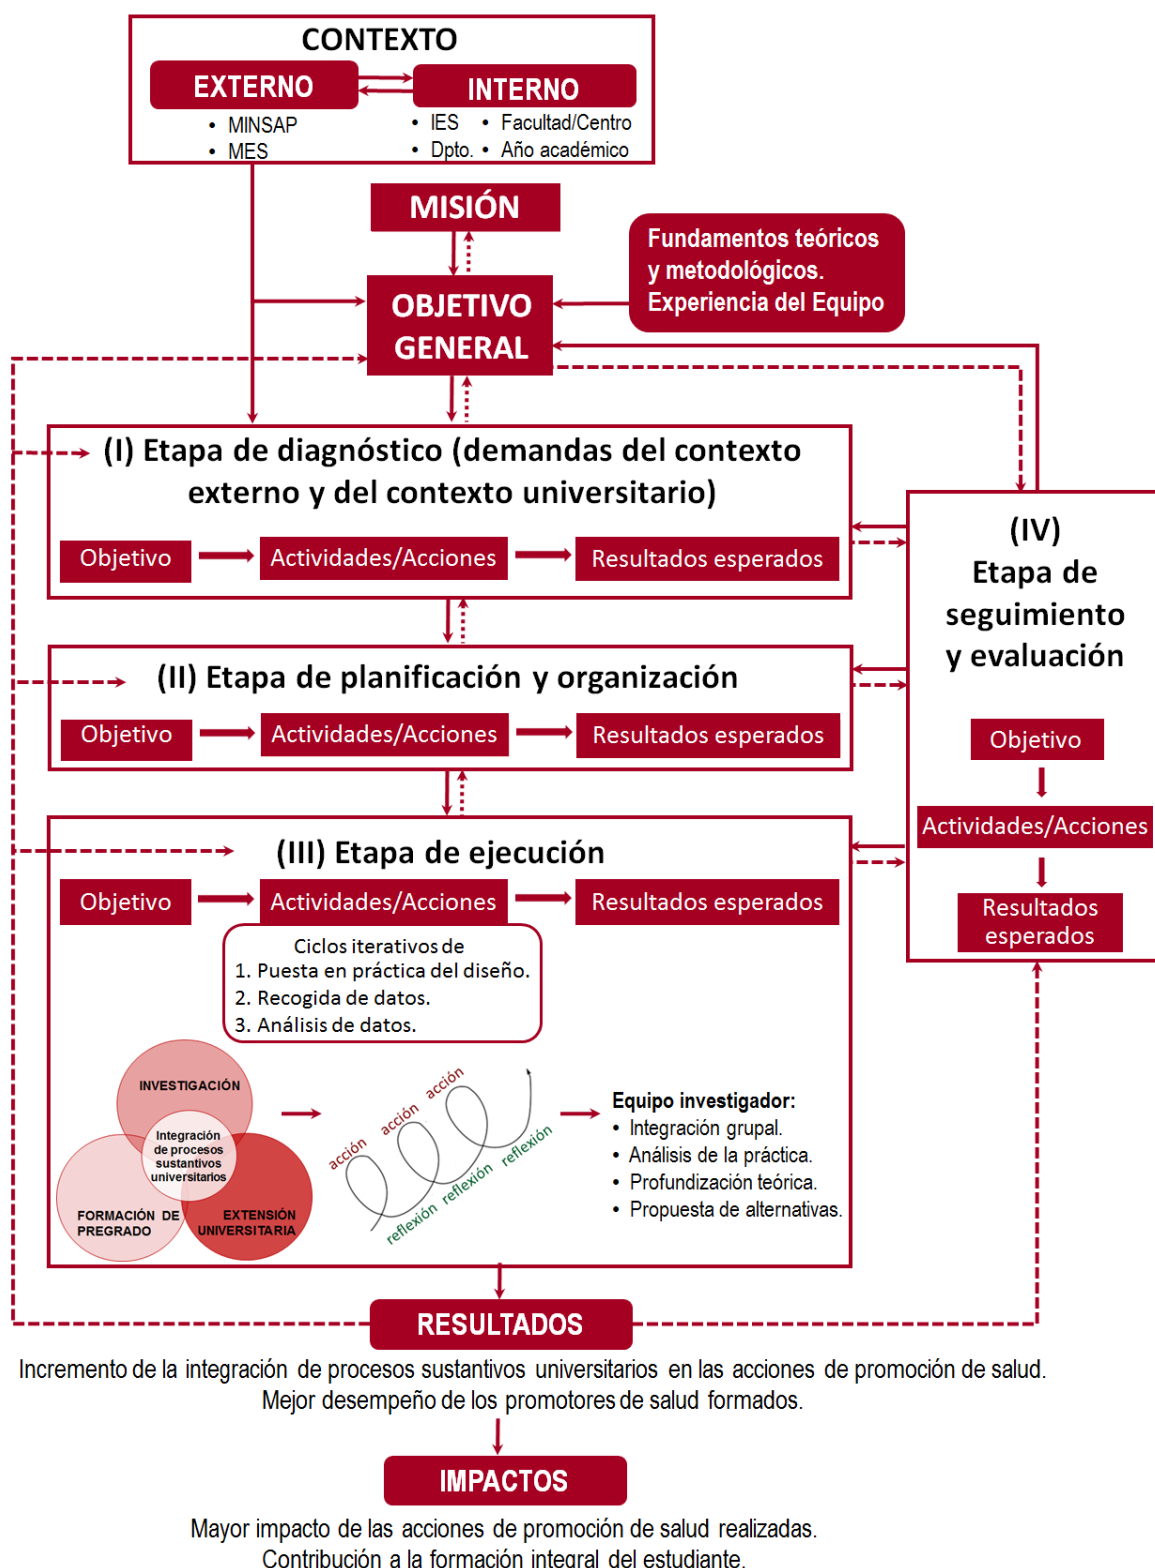 CONTEXTO
EXTERNO
INTERNO
• MINSAP
• MES
• IES • Facultad/Centro
• Dpto. • Año académico
MISIÓN
Fundamentos teóricos
y metodológicos.
Experiencia del Equipo
OBJETIVO
GENERAL
(I) Etapa de diagnóstico (demandas del contexto
externo y del contexto universitario)
Objetivo
Actividades/Acciones
Resultados esperados
(II) Etapa de planificación y organización
Objetivo
Actividades/Acciones
Resultados esperados
(III) Etapa de ejecución
Objetivo
Actividades/Acciones
Resultados esperados
Ciclos iterativos de
1. Puesta en práctica del diseño.
2. Recogida de datos.
3. Análisis de datos.
INVESTIGACIÓN
Integración
de procesos
sustantivos
universitarios
FORMACIÓN DE
PREGRADO
EXTENSIÓN
UNIVERSITARIA
acción
acción
acción
reflexión
reflexión
reflexión
Equipo investigador:
• Integración grupal.
• Análisis de la práctica.
• Profundización teórica.
• Propuesta de alternativas.
(IV)
Etapa de
seguimiento
y evaluación
Objetivo
Actividades/Acciones
Resultados
esperados
RESULTADOS
Incremento de la integración de procesos sustantivos universitarios en las acciones de promoción de salud.
Mejor desempeño de los promotores de salud formados.
IMPACTOS
Mayor impacto de las acciones de promoción de salud realizadas.
Contribución a la formación integral del estudiante.